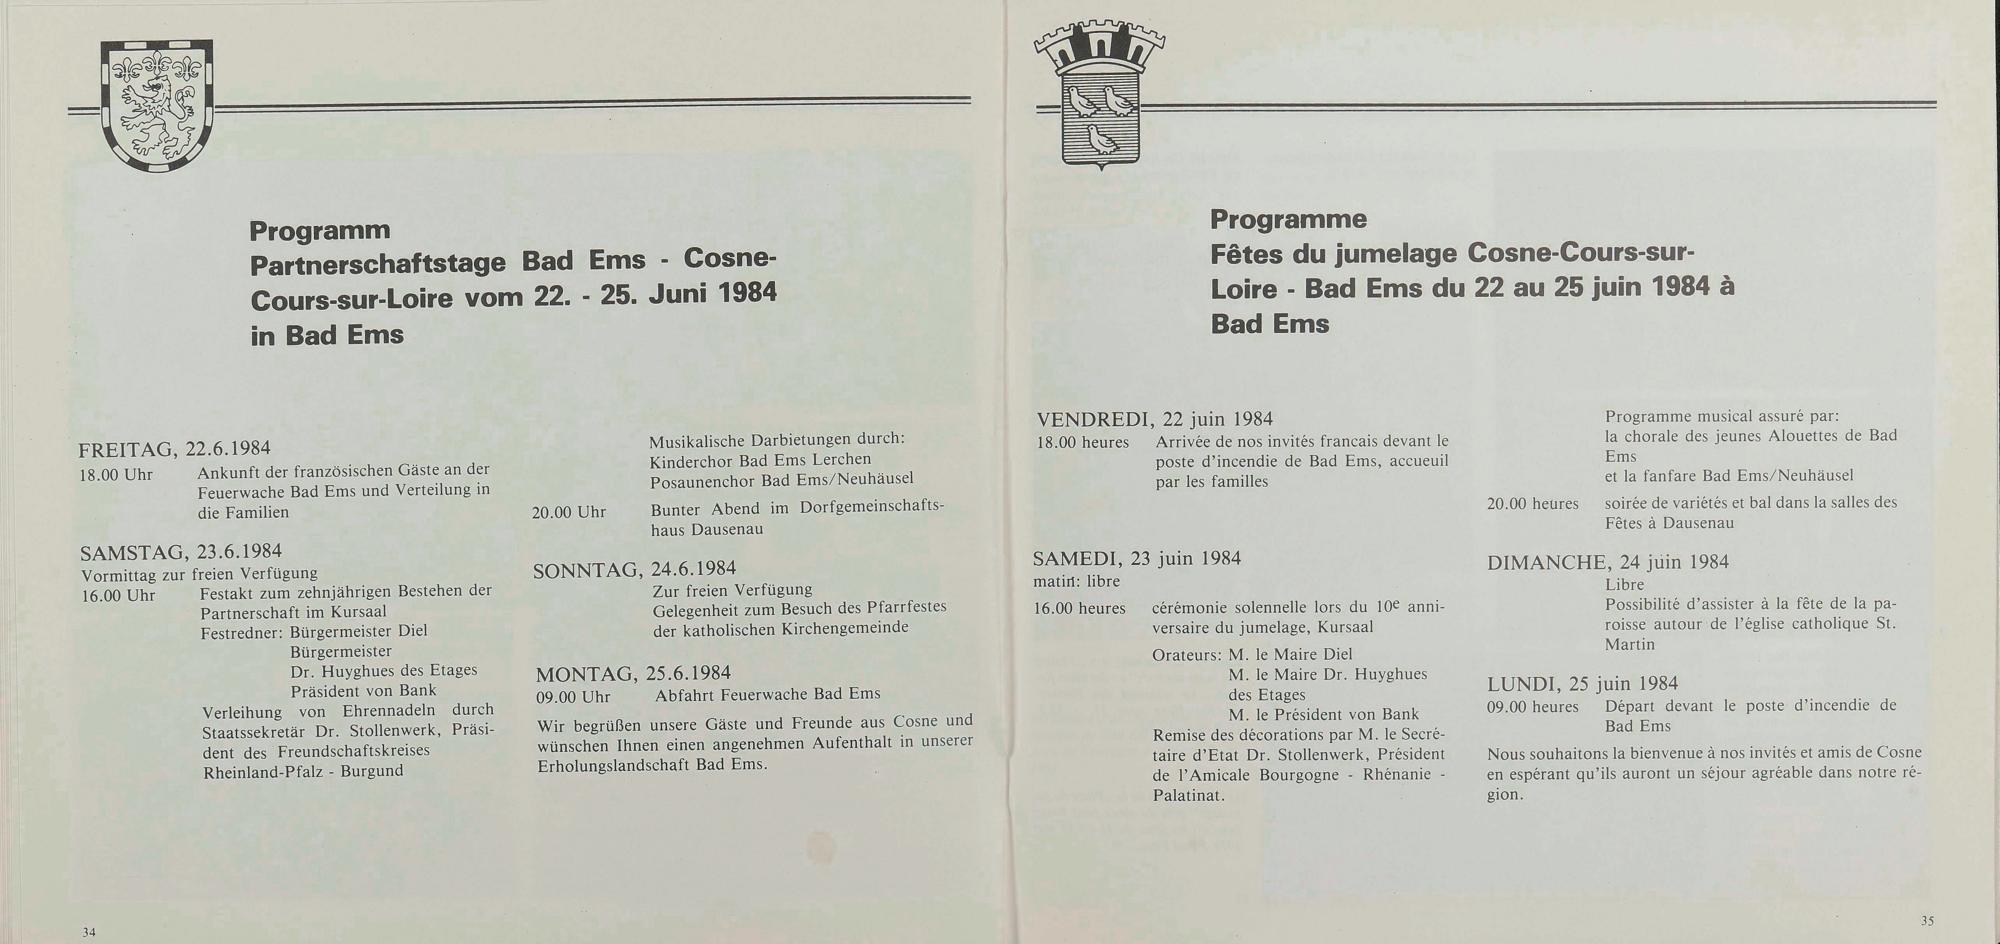 Programm
Partnerschaftstage Bad Ems - Cosne-
Cours-sur-Loire vom 22. - 25. Juni 1984
in Bad Ems
FREITAG, 22.6.1984
18.00 Uhr Ankunft der französischen Gäste an der
Feuerwache Bad Ems und Verteilung in
die Familien
SAMSTAG, 23.6.1984
Vormittag zur freien Verfügung
16.00 Uhr Festakt zum zehnjährigen Bestehen der
Partnerschaft im Kursaal
Festredner: Bürgermeister Diel
Bürgermeister
Dr. Huyghues des Etages
Präsident von Bank
Verleihung von Ehrennadeln durch
Staatssekretär Dr. Stollenwerk, Präsi-
dent des Freundschaftskreises
Rheinland-Pfalz - Burgund
Musikalische Darbietungen durch:
Kinderchor Bad Ems Lerchen
Posaunenchor Bad Ems/Neuhäusel
20.00 Uhr Bunter Abend im Dorfgemeinschafts-
haus Dausenau
SONNTAG, 24.6.1984
Zur freien Verfügung
Gelegenheit zum Besuch des Pfarrfestes
der katholischen Kirchengemeinde
MONTAG, 25.6.1984
09.00 Uhr Abfahrt Feuerwache Bad Ems
Wir begrüßen unsere Gäste und Freunde aus Cosne und
wünschen Ihnen einen angenehmen Aufenthalt in unserer
Erholungslandschaft Bad Ems.
34
Programme
Fêtes du jumelage Cosne-Cours-sur-
Loire - Bad Ems du 22 au 25 juin 1984 à
Bad Ems
VENDREDI, 22 juin 1984
18.00 heures Arrivée de nos invités francais devant le
poste d'incendie de Bad Ems, accueuil
par les familles
SAMEDI, 23 juin 1984
matin: libre
16.00 heures cérémonie solennelle lors du 10e anni-
versaire du jumelage, Kursaal
Orateurs: M. le Maire Diel
M. le Maire Dr. Huyghues
des Etages
M. le Président von Bank
Remise des décorations par M. le Secré-
taire d'Etat Dr. Stollenwerk, Président
de l'Amicale Bourgogne - Rhénanie -
Palatinat.
Programme musical assuré par:
la chorale des jeunes Alouettes de Bad
Ems
et la fanfare Bad Ems/Neuhäusel
20.00 heures soirée de variétés et bal dans la salles des
Fêtes à Dausenau
DIMANCHE, 24 juin 1984
Libre
Possibilité d'assister à la fête de la pa-
roisse autour de l'église catholique St.
Martin
LUNDI, 25 juin 1984
09.00 heures Départ devant le poste d'incendie de
Bad Ems
Nous souhaitons la bienvenue à nos invités et amis de Cosne
en espérant qu'ils auront un séjour agréable dans notre ré-
gion.
35